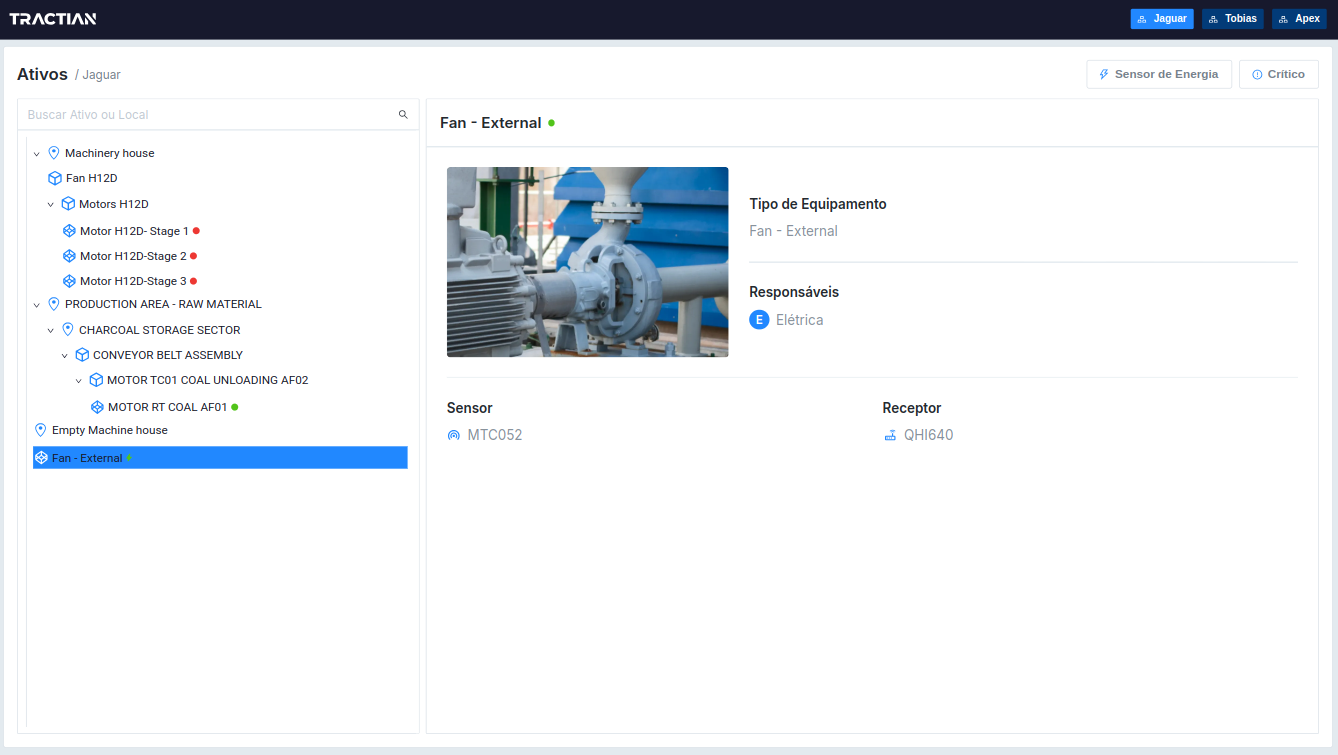 TRACTIAN
Jaguar
Tobias
Apex
Ativos / Jaguar
Sensor de Energia
Crítico
Buscar Ativo ou Local
Machinery house
Fan H12D
Motors H12D
Motor H12D- Stage 1
Motor H12D-Stage 2
Motor H12D-Stage 3
PRODUCTION AREA - RAW MATERIAL
CHARCOAL STORAGE SECTOR
CONVEYOR BELT ASSEMBLY
MOTOR TC01 COAL UNLOADING AF02
MOTOR RT COAL AF01
Empty Machine house
Fan - External
Fan - External
Tipo de Equipamento
Fan - External
Responsáveis
E Elétrica
Sensor
MTC052
Receptor
QHI640